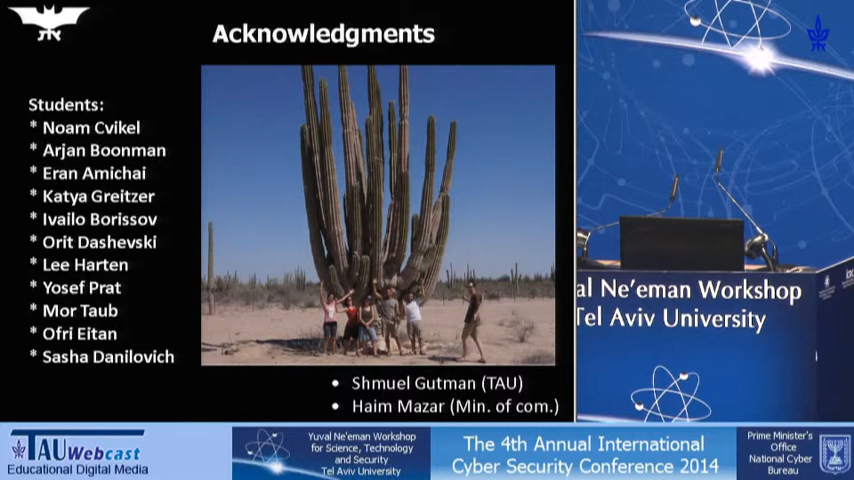 Acknowledgments
Students:
* Noam Cvikel
* Arjan Boonman
* Eran Amichai
* Katya Greitzer
* Ivailo Borissov
* Orit Dashevski
* Lee Harten
* Yosef Prat
* Mor Taub
* Ofri Eitan
* Sasha Danilovich
• Shmuel Gutman (TAU)
• Haim Mazar (Min. of com.)
al Ne'eman Workshop
Tel Aviv University
TAU Webcast
Educational Digital Media
Yuval Ne'eman Workshop
for Science, Technology
and Security
Tel Aviv University
The 4th Annual International
Cyber Security Conference 2014
Prime Minister's
Office
National Cyber
Bureau